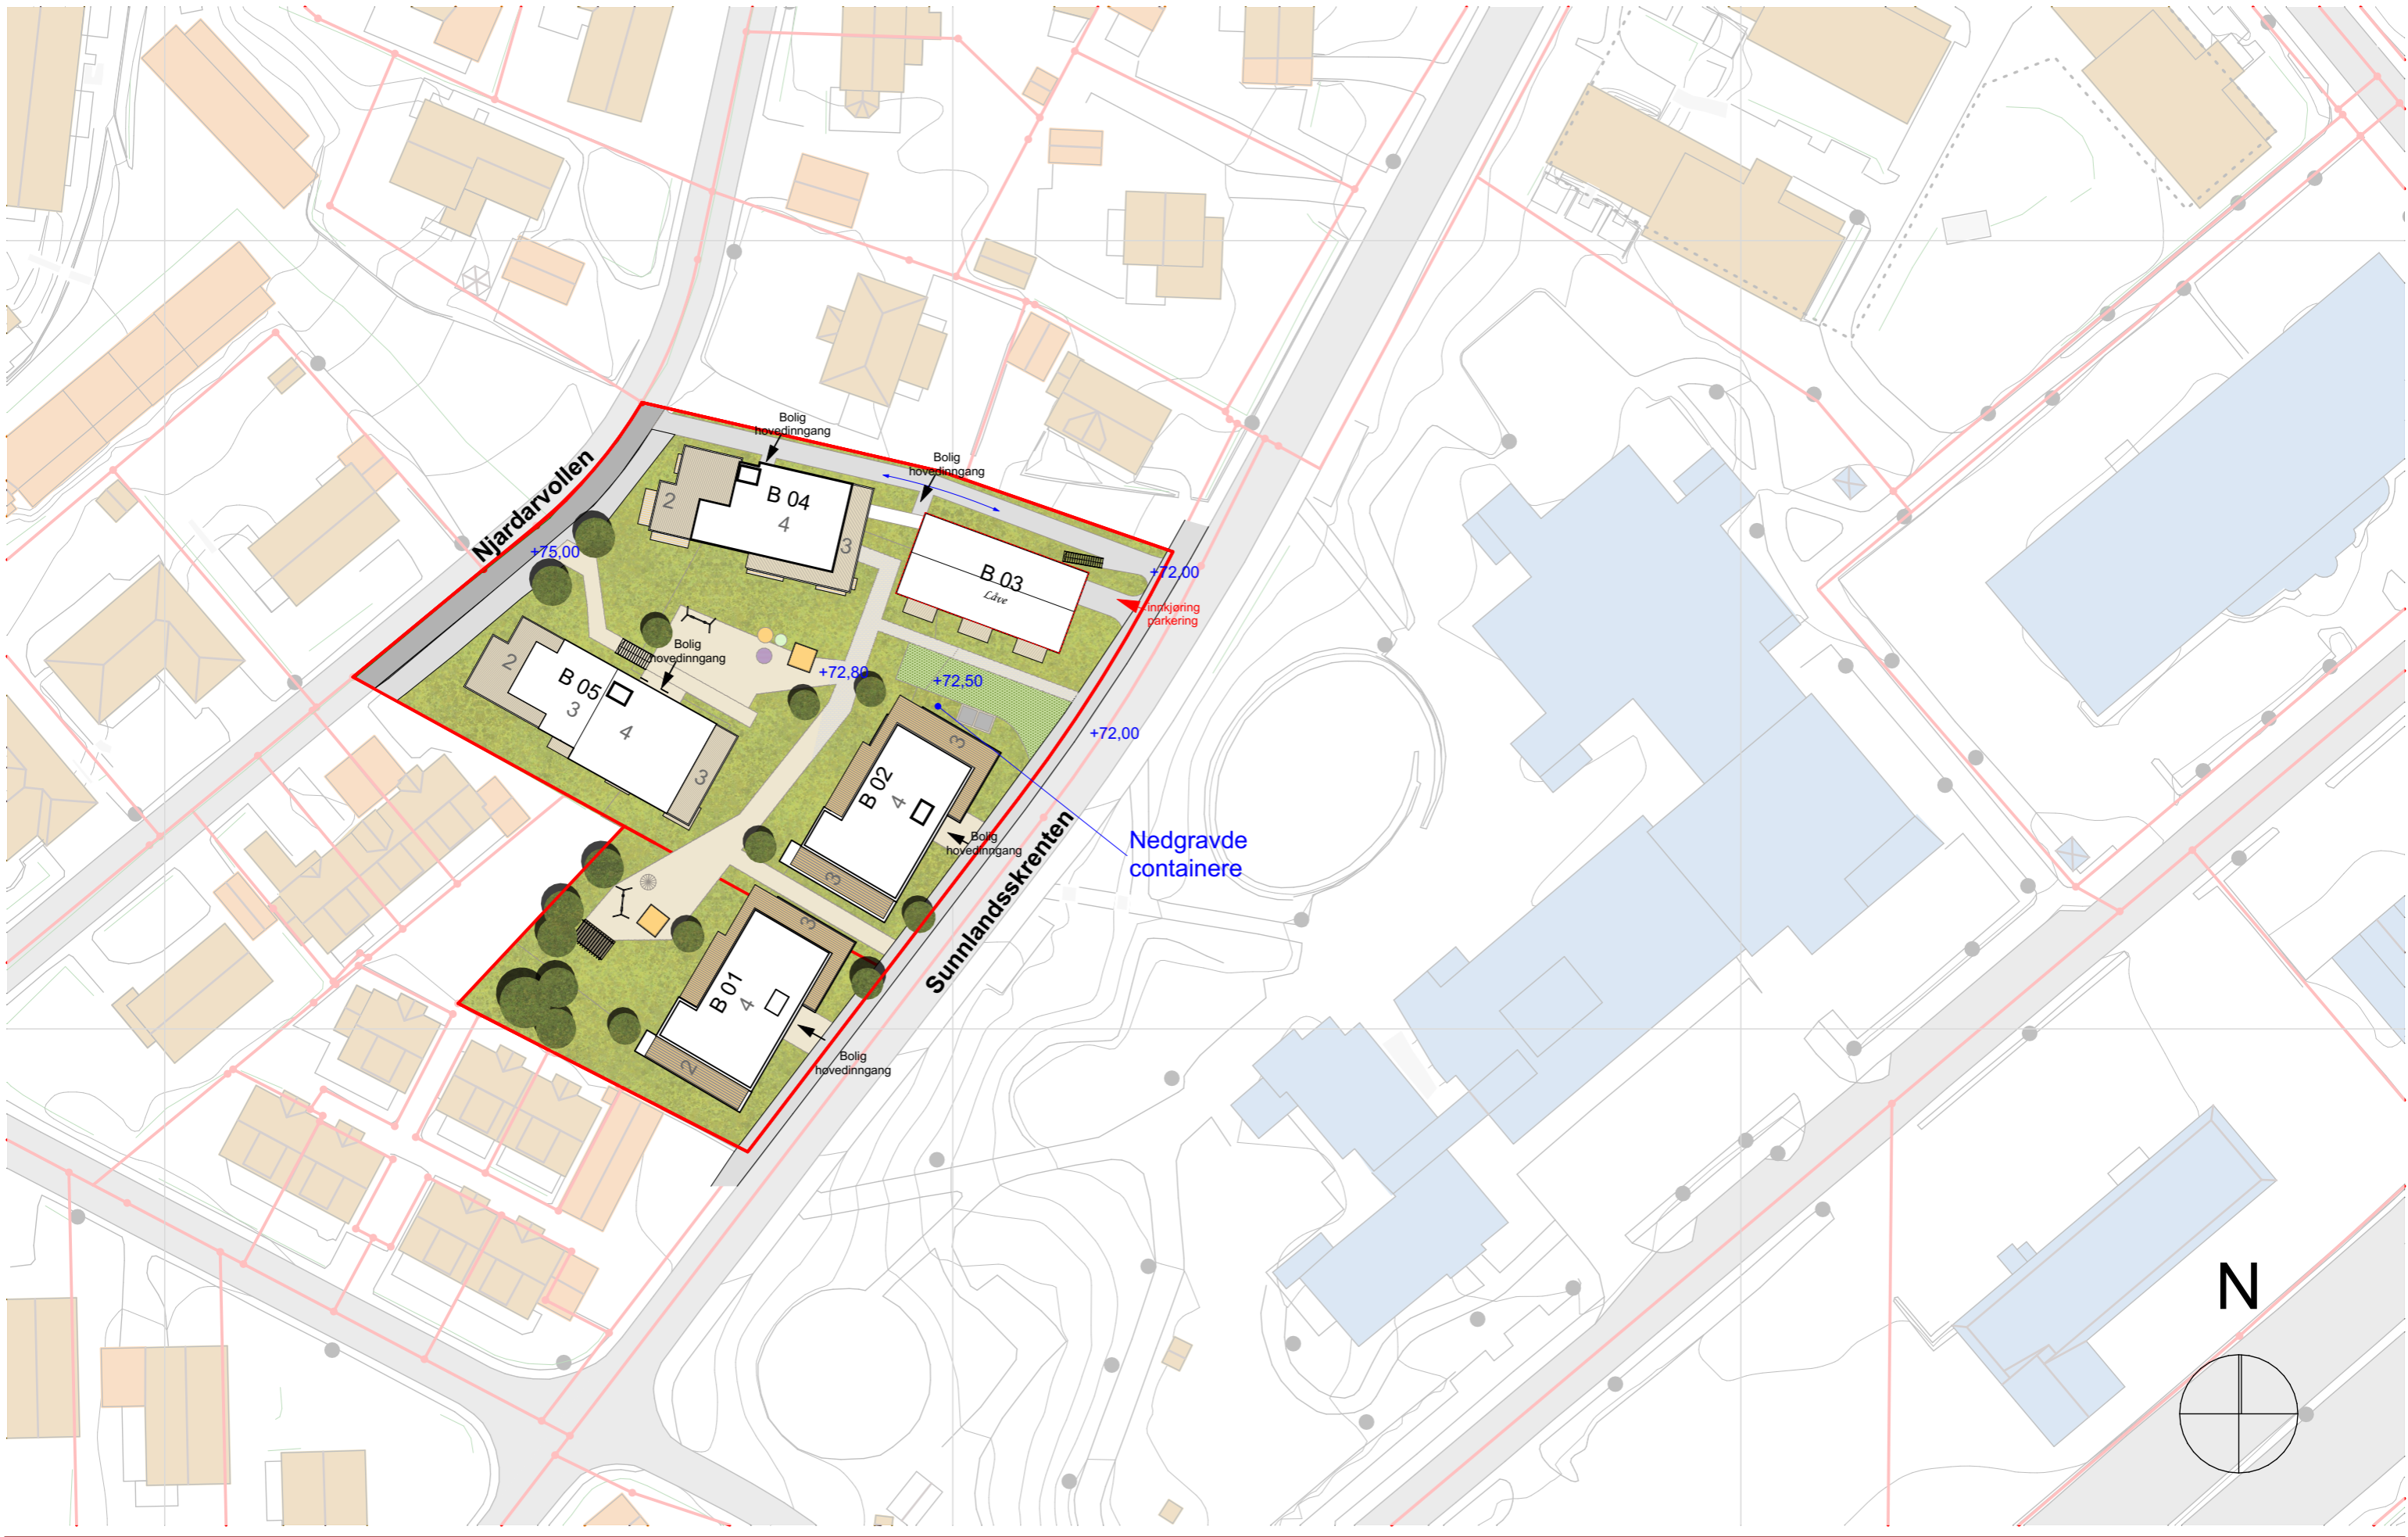 Bolig
hovedinngang
Bolig
hovedinngang
Njardarvollen
B 04
4
2
3
+75,00
B 03
Låve
+72,00
innkjøring
parkering
Bolig
hovedinngang
2
B 05
3
4
3
+72,80
+72,50
+72,00
3
B 02
4
3
Bolig
hovedinngang
Nedgravde
containere
Sunnlandsskrenten
3
B 01
4
2
Bolig
hovedinngang
N